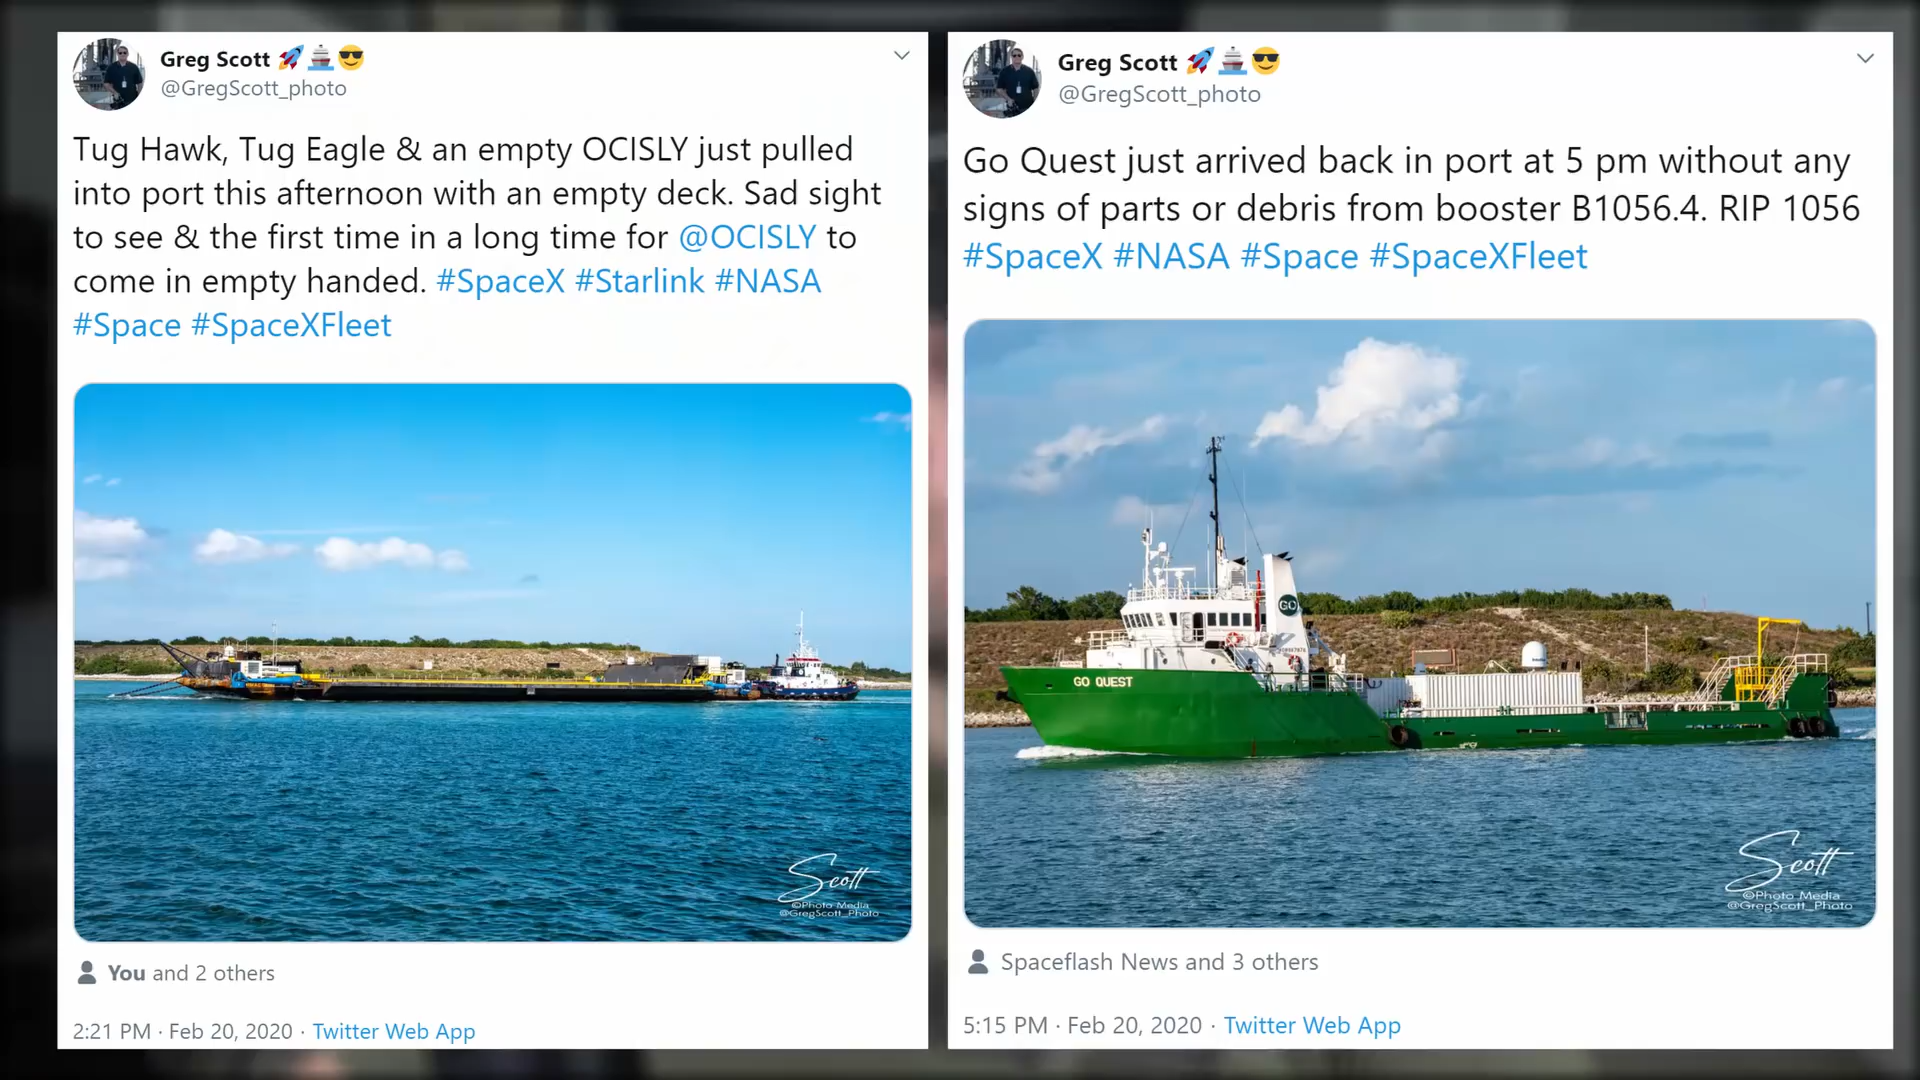 Greg Scott 🚀🚢😎
@GregScott_photo
Tug Hawk, Tug Eagle & an empty OCISLY just pulled
into port this afternoon with an empty deck. Sad sight
to see & the first time in a long time for @OCISLY to
come in empty handed. #SpaceX #Starlink #NASA
#Space #SpaceXFleet
Scott
©Photo Media
@GregScott_Photo
You and 2 others
2:21 PM · Feb 20, 2020 · Twitter Web App
Greg Scott 🚀🚢😎
@GregScott_photo
Go Quest just arrived back in port at 5 pm without any
signs of parts or debris from booster B1056.4. RIP 1056
#SpaceX #NASA #Space #SpaceXFleet
GO
GO QUEST
Scott
©Photo Media
@GregScott_Photo
Spaceflash News and 3 others
5:15 PM · Feb 20, 2020 · Twitter Web App